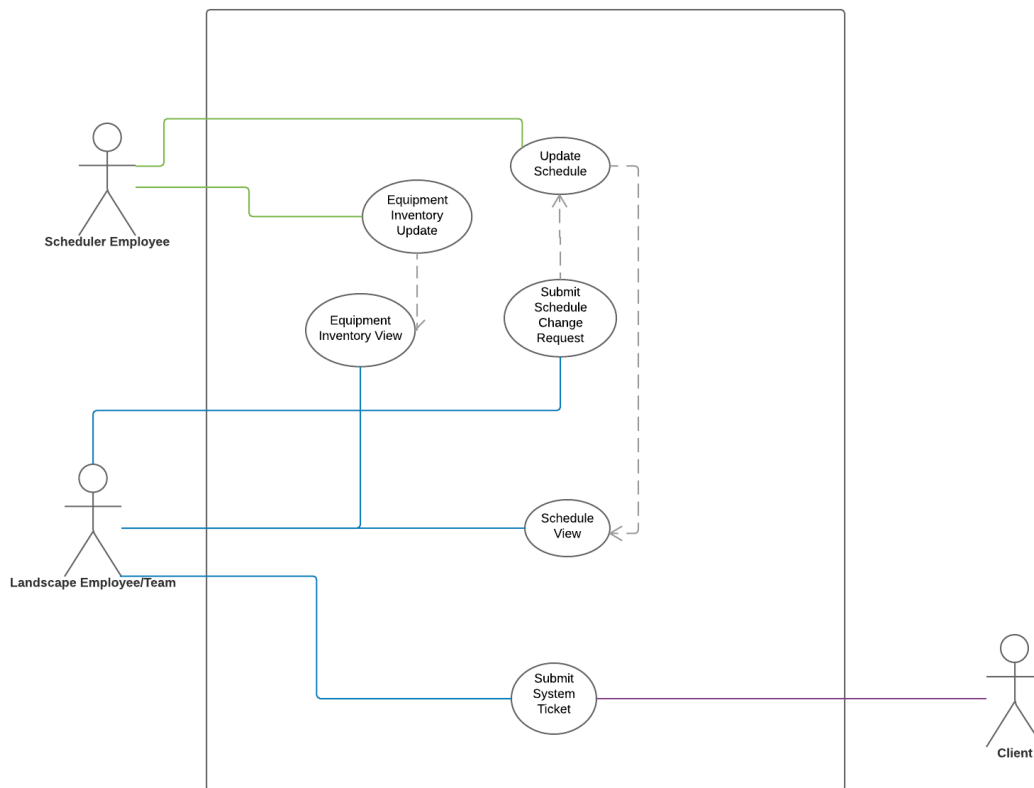 Update
Schedule
Equipment
Inventory
Update
Scheduler Employee
Submit
Schedule
Change
Request
Equipment
Inventory View
Schedule
View
Landscape Employee/Team
Submit
System
Ticket
Client